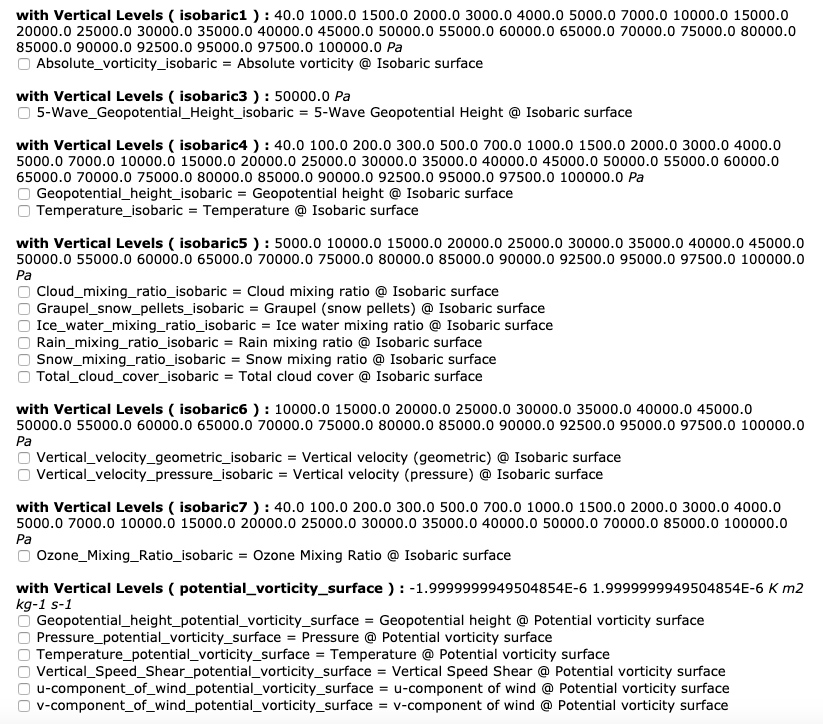 with Vertical Levels ( isobaric1 ) : 40.0 1000.0 1500.0 2000.0 3000.0 4000.0 5000.0 7000.0 10000.0 15000.0
20000.0 25000.0 30000.0 35000.0 40000.0 45000.0 50000.0 55000.0 60000.0 65000.0 70000.0 75000.0 80000.0
85000.0 90000.0 92500.0 95000.0 97500.0 100000.0 Pa
Absolute_vorticity_isobaric = Absolute vorticity @ Isobaric surface
with Vertical Levels ( isobaric3 ) : 50000.0 Pa
5-Wave_Geopotential_Height_isobaric = 5-Wave Geopotential Height @ Isobaric surface
with Vertical Levels ( isobaric4 ) : 40.0 100.0 200.0 300.0 500.0 700.0 1000.0 1500.0 2000.0 3000.0 4000.0
5000.0 7000.0 10000.0 15000.0 20000.0 25000.0 30000.0 35000.0 40000.0 45000.0 50000.0 55000.0 60000.0
65000.0 70000.0 75000.0 80000.0 85000.0 90000.0 92500.0 95000.0 97500.0 100000.0 Pa
Geopotential_height_isobaric = Geopotential height @ Isobaric surface
Temperature_isobaric = Temperature @ Isobaric surface
with Vertical Levels ( isobaric5 ) : 5000.0 10000.0 15000.0 20000.0 25000.0 30000.0 35000.0 40000.0 45000.0
50000.0 55000.0 60000.0 65000.0 70000.0 75000.0 80000.0 85000.0 90000.0 92500.0 95000.0 97500.0 100000.0
Pa
Cloud_mixing_ratio_isobaric = Cloud mixing ratio @ Isobaric surface
Graupel_snow_pellets_isobaric = Graupel (snow pellets) @ Isobaric surface
Ice_water_mixing_ratio_isobaric = Ice water mixing ratio @ Isobaric surface
Rain_mixing_ratio_isobaric = Rain mixing ratio @ Isobaric surface
Snow_mixing_ratio_isobaric = Snow mixing ratio @ Isobaric surface
Total_cloud_cover_isobaric = Total cloud cover @ Isobaric surface
with Vertical Levels ( isobaric6 ) : 10000.0 15000.0 20000.0 25000.0 30000.0 35000.0 40000.0 45000.0
50000.0 55000.0 60000.0 65000.0 70000.0 75000.0 80000.0 85000.0 90000.0 92500.0 95000.0 97500.0 100000.0
Pa
Vertical_velocity_geometric_isobaric = Vertical velocity (geometric) @ Isobaric surface
Vertical_velocity_pressure_isobaric = Vertical velocity (pressure) @ Isobaric surface
with Vertical Levels ( isobaric7 ) : 40.0 100.0 200.0 300.0 500.0 700.0 1000.0 1500.0 2000.0 3000.0 4000.0
5000.0 7000.0 10000.0 15000.0 20000.0 25000.0 30000.0 35000.0 40000.0 50000.0 70000.0 85000.0 100000.0
Pa
Ozone_Mixing_Ratio_isobaric = Ozone Mixing Ratio @ Isobaric surface
with Vertical Levels ( potential_vorticity_surface ) : -1.9999999949504854E-6 1.9999999949504854E-6 K m2
kg-1 s-1
Geopotential_height_potential_vorticity_surface = Geopotential height @ Potential vorticity surface
Pressure_potential_vorticity_surface = Pressure @ Potential vorticity surface
Temperature_potential_vorticity_surface = Temperature @ Potential vorticity surface
Vertical_Speed_Shear_potential_vorticity_surface = Vertical Speed Shear @ Potential vorticity surface
u-component_of_wind_potential_vorticity_surface = u-component of wind @ Potential vorticity surface
v-component_of_wind_potential_vorticity_surface = v-component of wind @ Potential vorticity surface